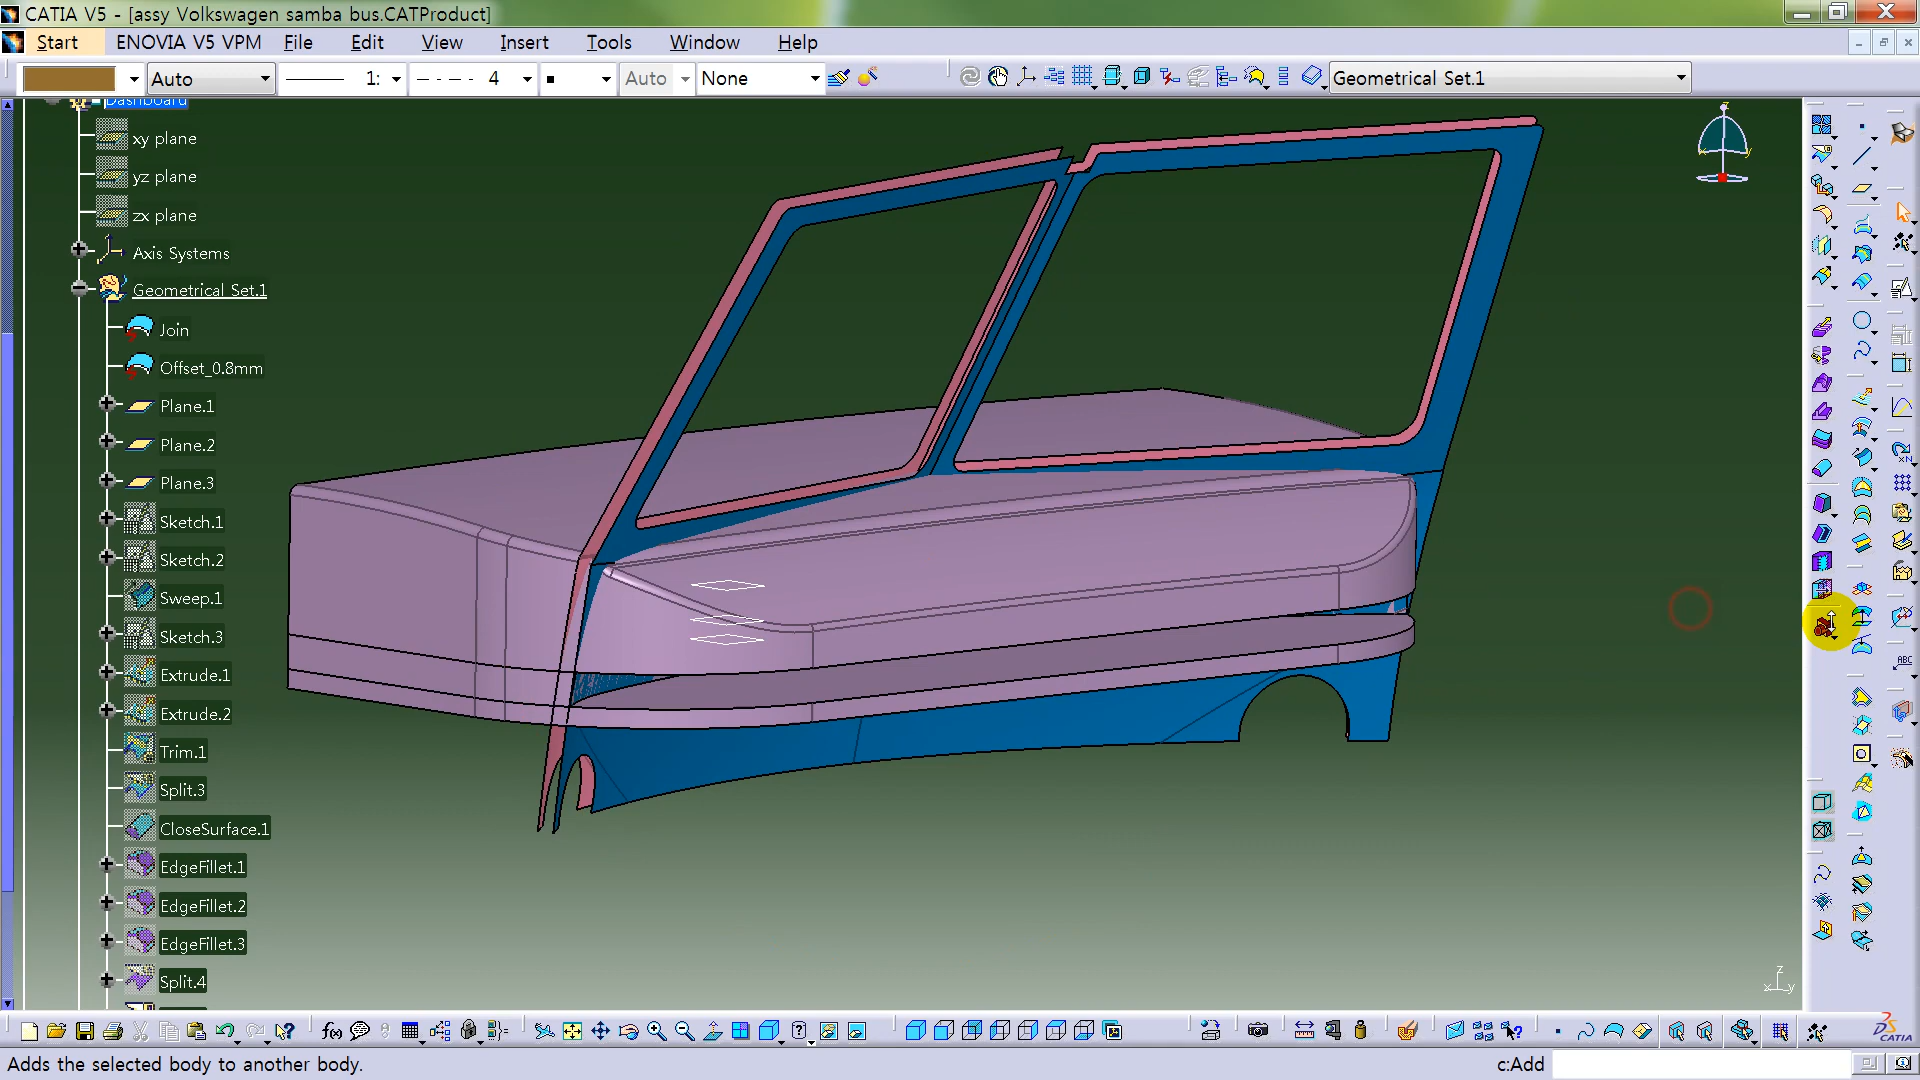 CATIA V5 - [assy Volkswagen samba bus.CATProduct]
Start ENOVIA V5 VPM File Edit View Insert Tools Window Help
Auto 1: 4 Auto None Geometrical Set.1
Dashboard
xy plane
yz plane
zx plane
Axis Systems
Geometrical Set.1
Join
Offset_0.8mm
Plane.1
Plane.2
Plane.3
Sketch.1
Sketch.2
Sweep.1
Sketch.3
Extrude.1
Extrude.2
Trim.1
Split.3
CloseSurface.1
EdgeFillet.1
EdgeFillet.2
EdgeFillet.3
Split.4
ABC
z
x y
f(x)
CATIA
Adds the selected body to another body.
c:Add